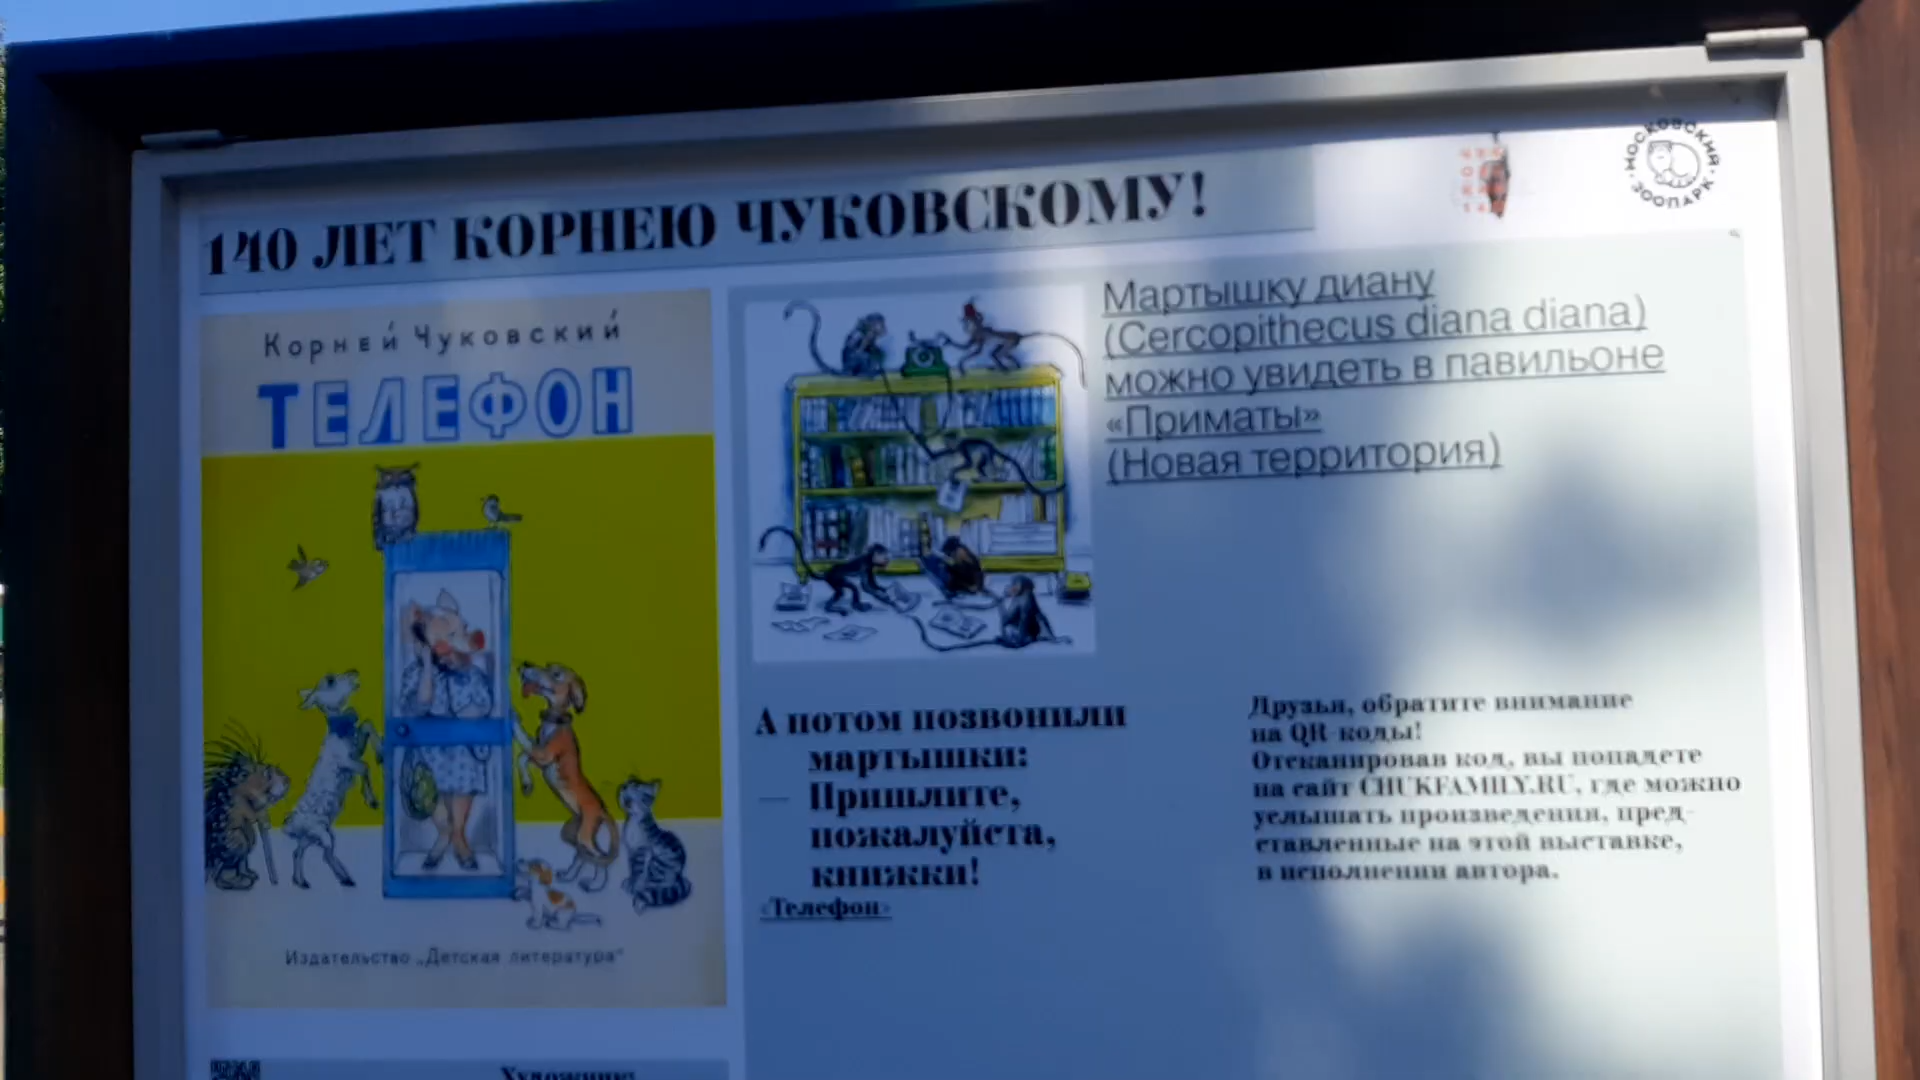 140 ЛЕТ КОРНЕЮ ЧУКОВСКОМУ!
МОСКОВСКИЙ ЗООПАРК
Корней Чуковский
ТЕЛЕФОН
Издательство „Детская литература“
Мартышку диану
(Cercopithecus diana diana)
можно увидеть в павильоне
«Приматы»
(Новая территория)
А потом позвонили
мартышки:
— Пришлите,
пожалуйста,
книжки!
«Телефон»
Друзья, обратите внимание
на QR-коды!
Отсканировав код, вы попадете
на сайт CHUKFAMILY.RU, где можно
услышать произведения, пред-
ставленные на этой выставке,
в исполнении автора.